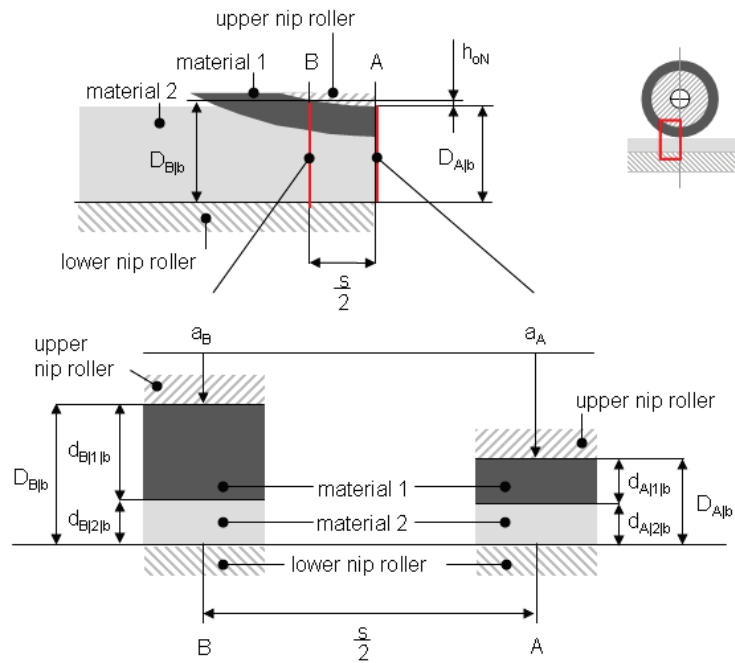 upper nip roller
material 1
B
A
h₀N
material 2
D_B|b
D_A|b
lower nip roller
s
2
a_B
a_A
upper
nip roller
upper nip roller
D_B|b
d_B|1|b
d_B|2|b
material 1
material 2
lower nip roller
d_A|1|b
d_A|2|b
D_A|b
B
s
2
A